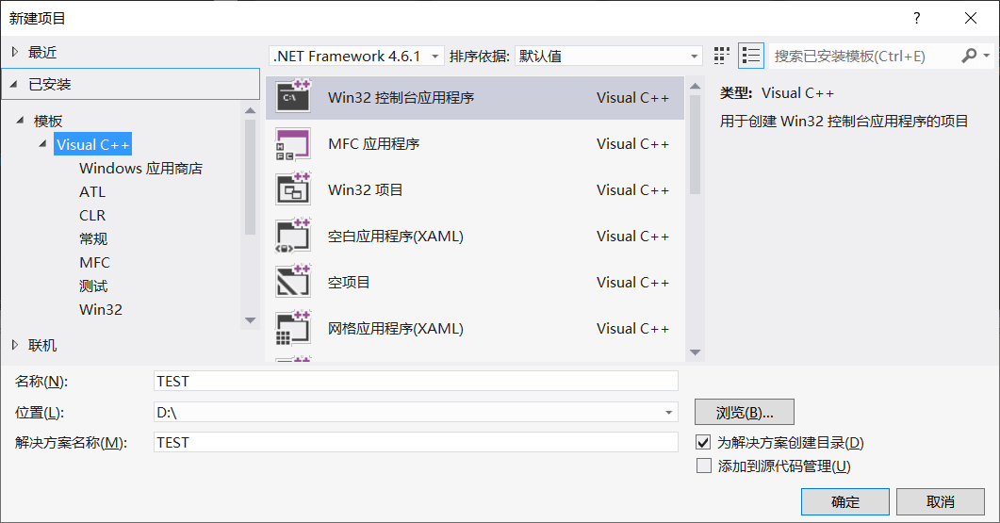 新建项目
?
最近
已安装
模板
Visual C++
Windows 应用商店
ATL
CLR
常规
MFC
测试
Win32
联机
.NET Framework 4.6.1
排序依据:
默认值
搜索已安装模板(Ctrl+E)
Win32 控制台应用程序 Visual C++
MFC 应用程序 Visual C++
Win32 项目 Visual C++
空白应用程序(XAML) Visual C++
空项目 Visual C++
网格应用程序(XAML) Visual C++
类型: Visual C++
用于创建 Win32 控制台应用程序的项目
名称(N): TEST
位置(L): D:\
浏览(B)...
解决方案名称(M): TEST
为解决方案创建目录(D)
添加到源代码管理(U)
确定 取消